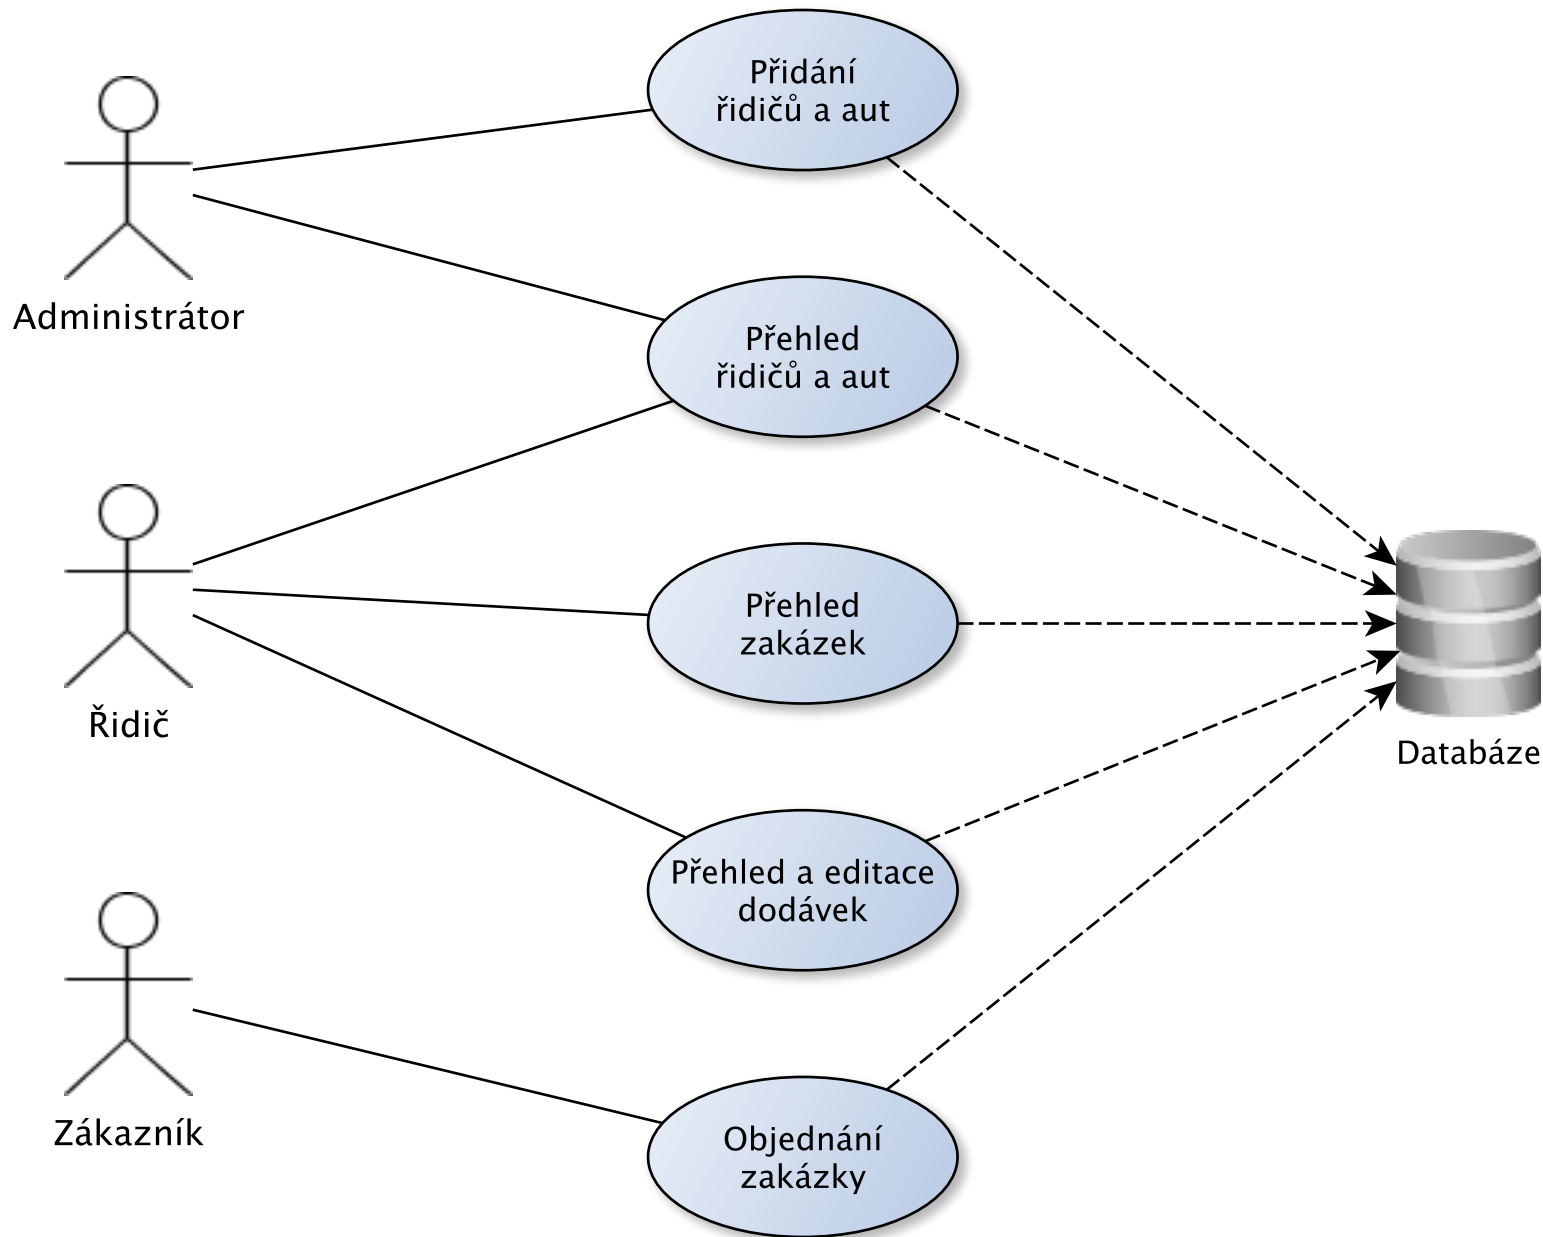 Přidání
řidičů a aut
Administrátor
Přehled
řidičů a aut
Přehled
zakázek
Řidič
Databáze
Přehled a editace
dodávek
Zákazník
Objednání
zakázky